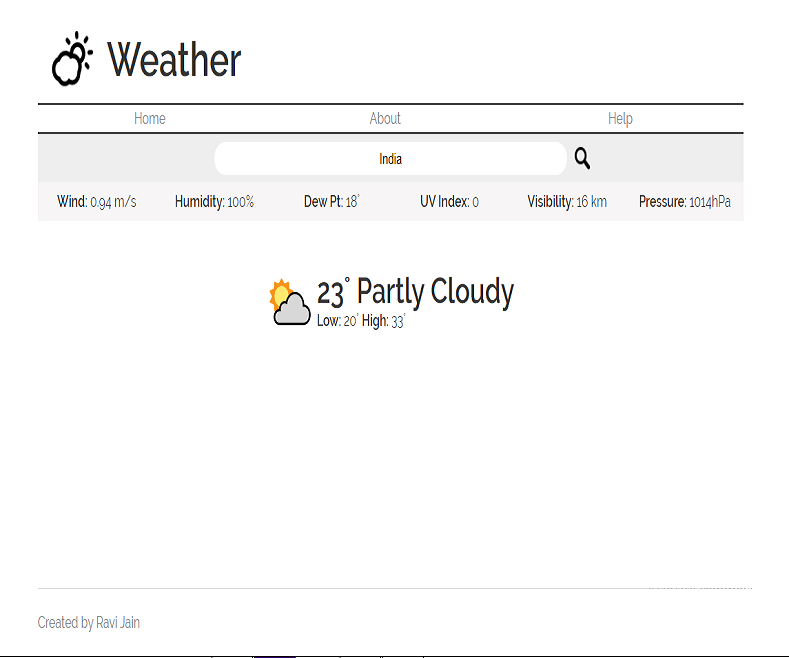 Weather
Home About Help
India
Wind: 0.94 m/s Humidity: 100% Dew Pt: 18° UV Index: 0 Visibility: 16 km Pressure: 1014hPa
23° Partly Cloudy
Low: 20° High: 33°
Created by Ravi Jain